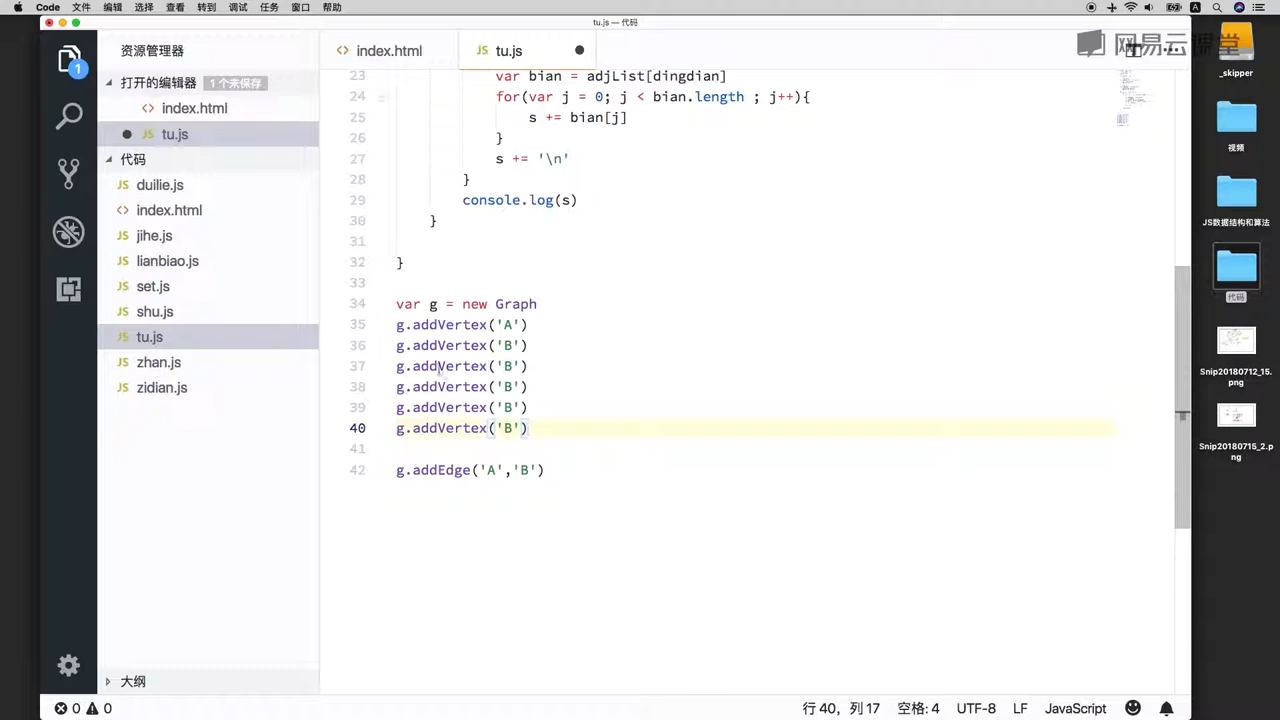 Code 文件 编辑 选择 查看 转到 调试 任务 窗口 帮助
tu.js — 代码
资源管理器
打开的编辑器 1 个未保存
index.html
tu.js
代码
duilie.js
index.html
jihe.js
lianbiao.js
set.js
shu.js
tu.js
zhan.js
zidian.js
大纲
index.html
tu.js
网易云课堂
23 var bian = adjList[dingdian]
24 for(var j = 0; j < bian.length ; j++){
25 s += bian[j]
26 }
27 s += '\n'
28 }
29 console.log(s)
30 }
31
32 }
33
34 var g = new Graph
35 g.addVertex('A')
36 g.addVertex('B')
37 g.addVertex('B')
38 g.addVertex('B')
39 g.addVertex('B')
40 g.addVertex('B')
41
42 g.addEdge('A','B')
_skipper
视频
JS数据结构和算法
代码
Snip20180712_15.
png
Snip20180715_2.p
ng
1
0 0
行 40，列 17 空格: 4 UTF-8 LF JavaScript